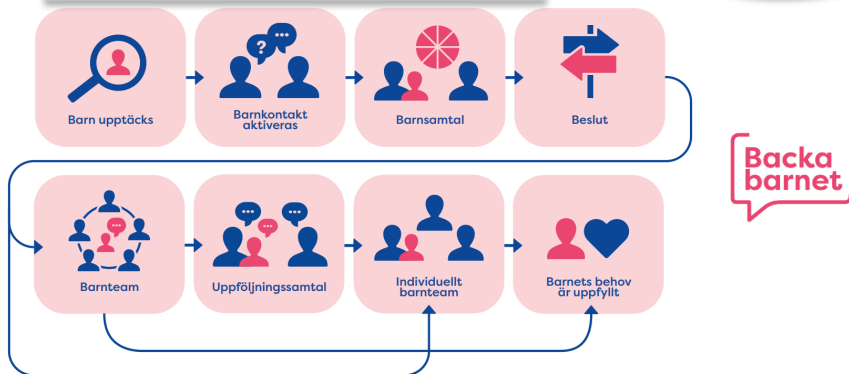 ?
Barn upptäcks
Barnkontakt
aktiveras
Barnsamtal
Beslut
Backa
barnet
Barnteam
Uppföljningssamtal
Individuellt
barnteam
Barnets behov
är uppfyllt